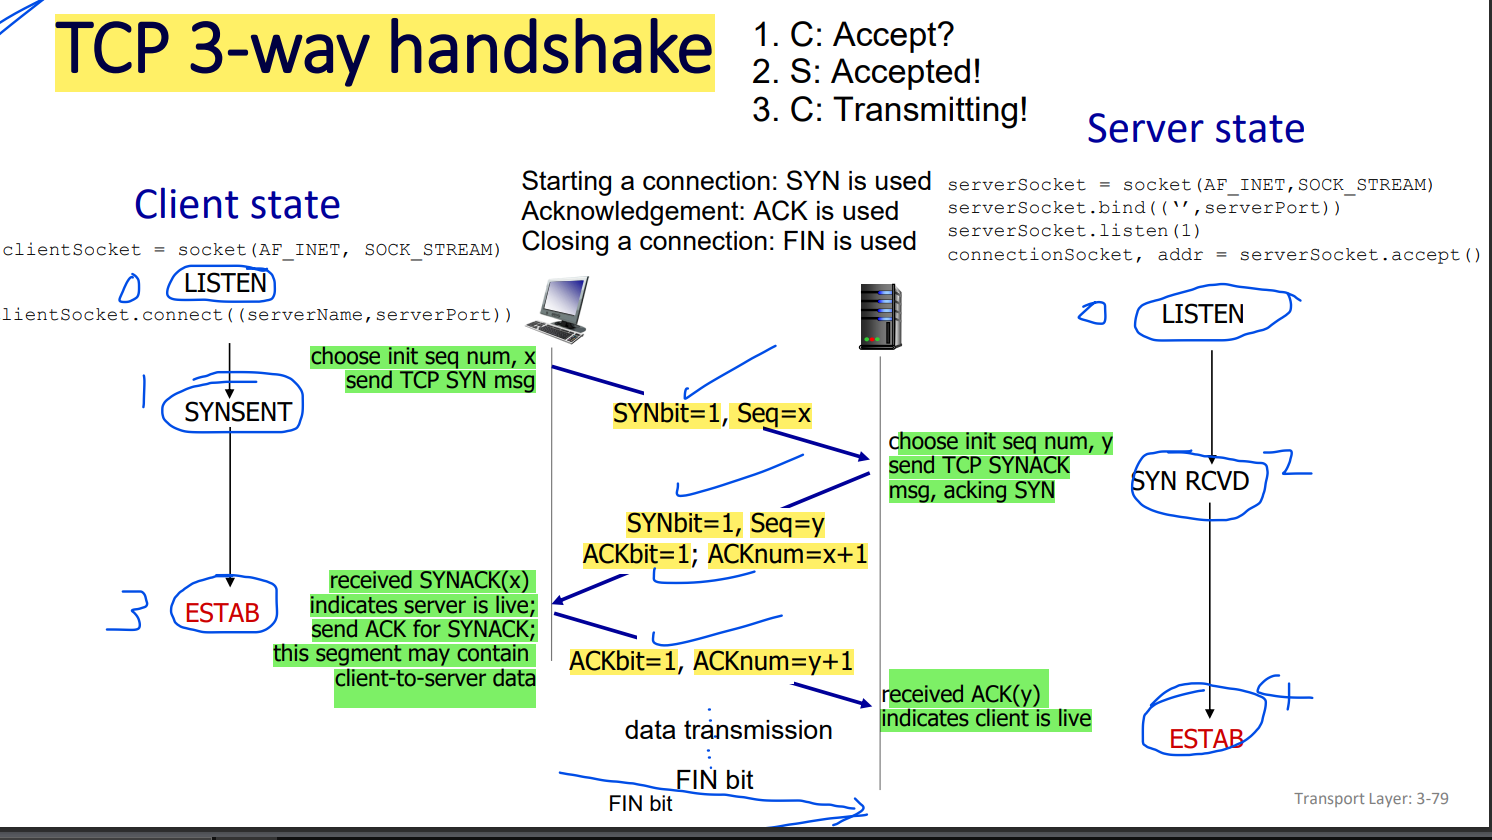 TCP 3-way handshake
1. C: Accept?
2. S: Accepted!
3. C: Transmitting!
Server state
Client state
Starting a connection: SYN is used
Acknowledgement: ACK is used
Closing a connection: FIN is used
serverSocket = socket(AF_INET,SOCK_STREAM)
serverSocket.bind((‘’,serverPort))
serverSocket.listen(1)
connectionSocket, addr = serverSocket.accept()
clientSocket = socket(AF_INET, SOCK_STREAM)
0 LISTEN
lientSocket.connect((serverName,serverPort))
0 LISTEN
choose init seq num, x
send TCP SYN msg
1 SYNSENT
SYNbit=1, Seq=x
choose init seq num, y
send TCP SYNACK
msg, acking SYN
SYN RCVD 2
SYNbit=1, Seq=y
ACKbit=1; ACKnum=x+1
3 ESTAB
received SYNACK(x)
indicates server is live;
send ACK for SYNACK;
this segment may contain
client-to-server data
ACKbit=1, ACKnum=y+1
received ACK(y)
indicates client is live
4
ESTAB
data transmission
FIN bit
FIN bit
Transport Layer: 3-79